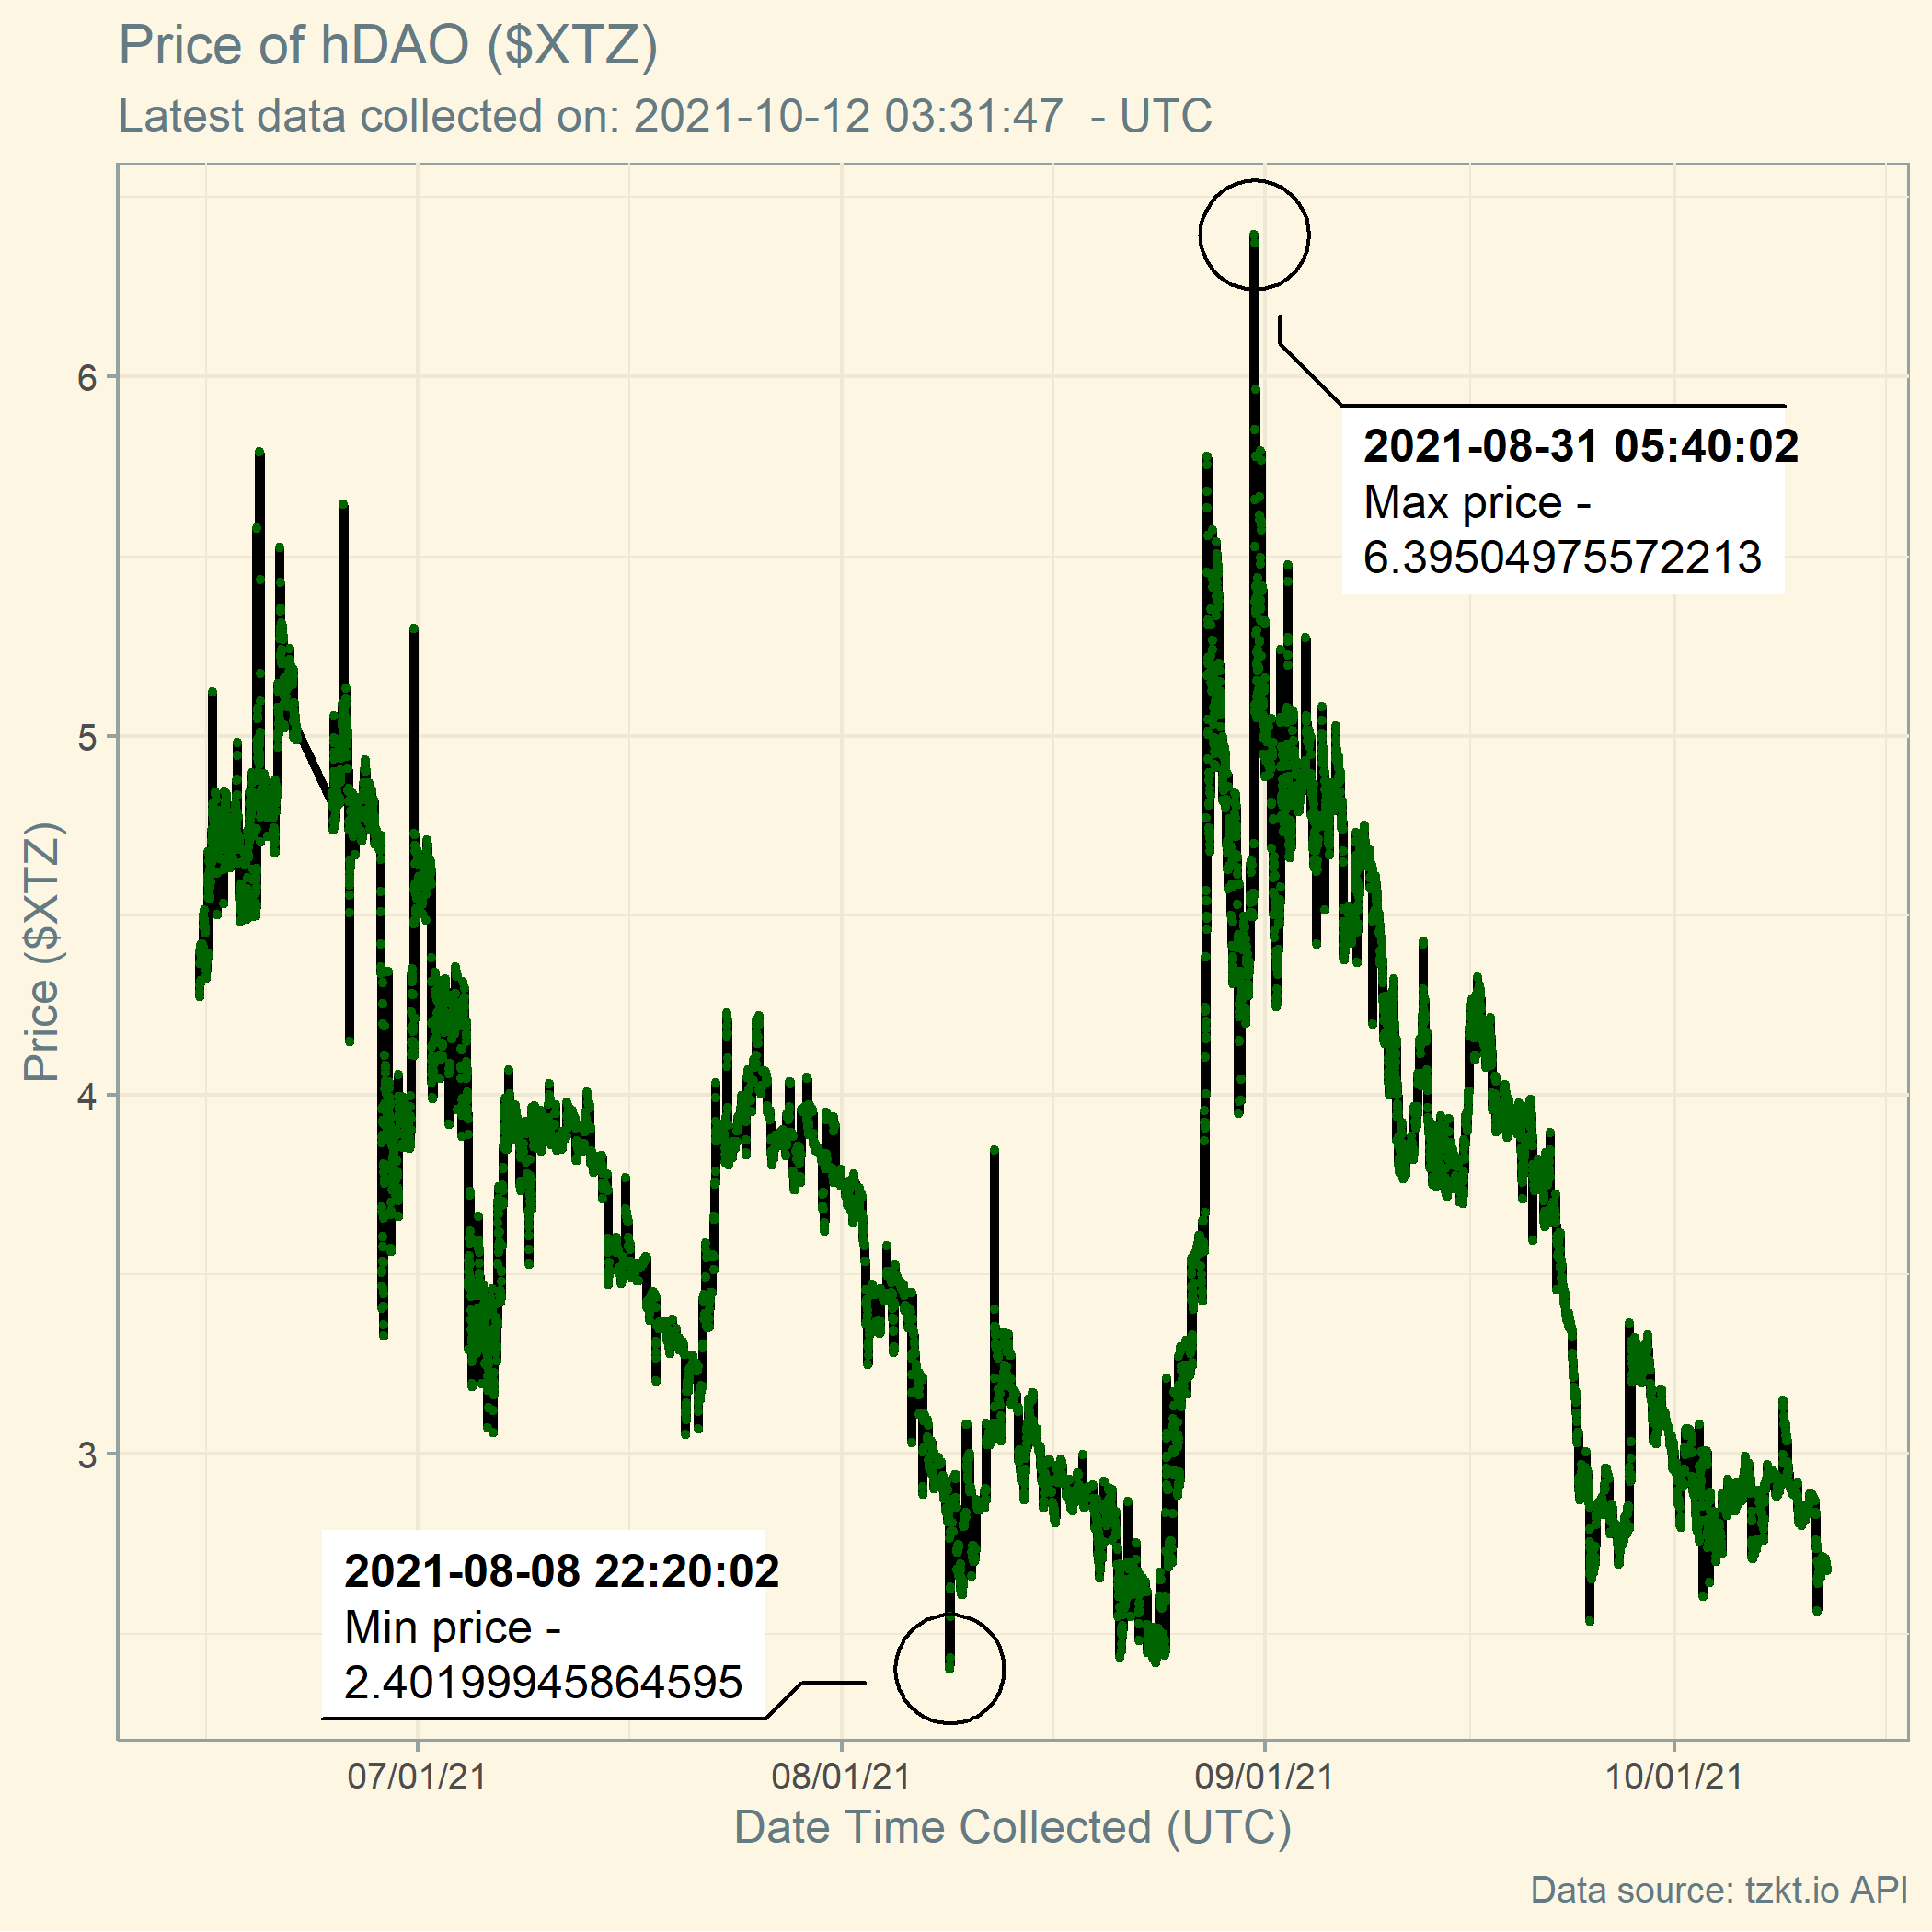 Price of hDAO ($XTZ)
Latest data collected on: 2021-10-12 03:31:47  - UTC
Price ($XTZ)
6
5
4
3
2021-08-31 05:40:02
Max price -
6.39504975572213
2021-08-08 22:20:02
Min price -
2.40199945864595
07/01/21
08/01/21
09/01/21
10/01/21
Date Time Collected (UTC)
Data source: tzkt.io API